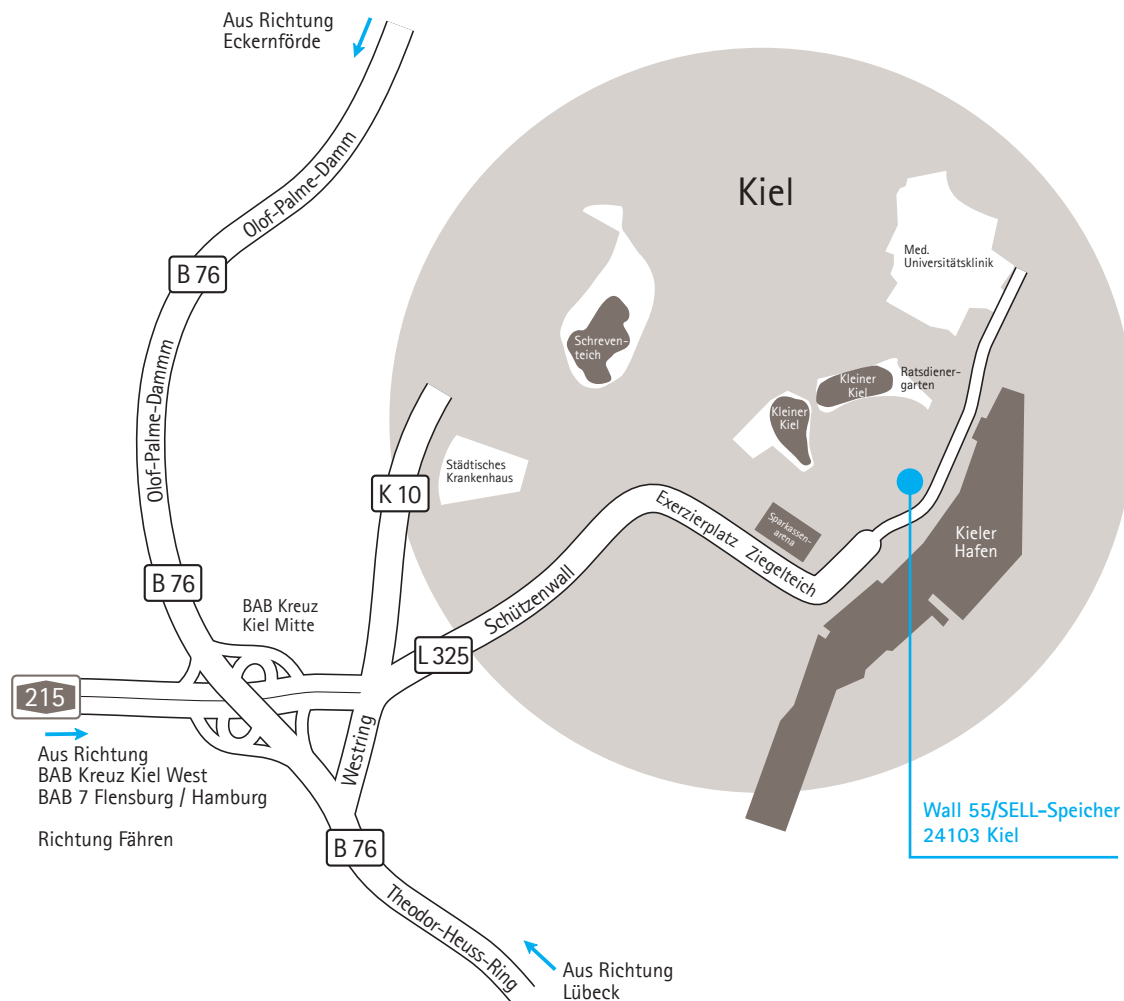 Aus Richtung
Eckernförde
Olof-Palme-Damm
B 76
Kiel
Med.
Universitätsklinik
Schreven-
teich
Kleiner
Kiel
Ratsdiener-
garten
Kleiner
Kiel
Olof-Palme-Dammm
Städtisches
Krankenhaus
K 10
Exerzierplatz
Ziegelteich
Sparkassen-
arena
Kieler
Hafen
B 76
BAB Kreuz
Kiel Mitte
Schützenwall
L 325
215
Westring
Aus Richtung
BAB Kreuz Kiel West
BAB 7 Flensburg / Hamburg
Richtung Fähren
Wall 55/SELL-Speicher
24103 Kiel
B 76
Theodor-Heuss-Ring
Aus Richtung
Lübeck